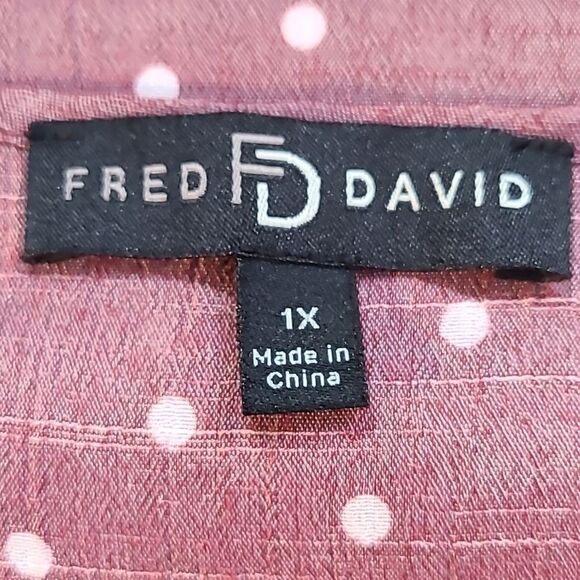 FRED FD DAVID
1X
Made in
China